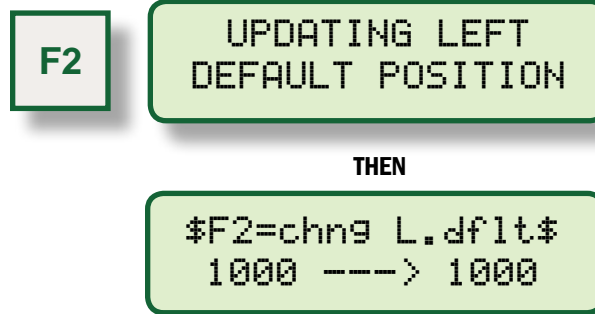 F2
UPDATING LEFT
DEFAULT POSITION
THEN
$F2=chng L.dflt$
1000 ---> 1000